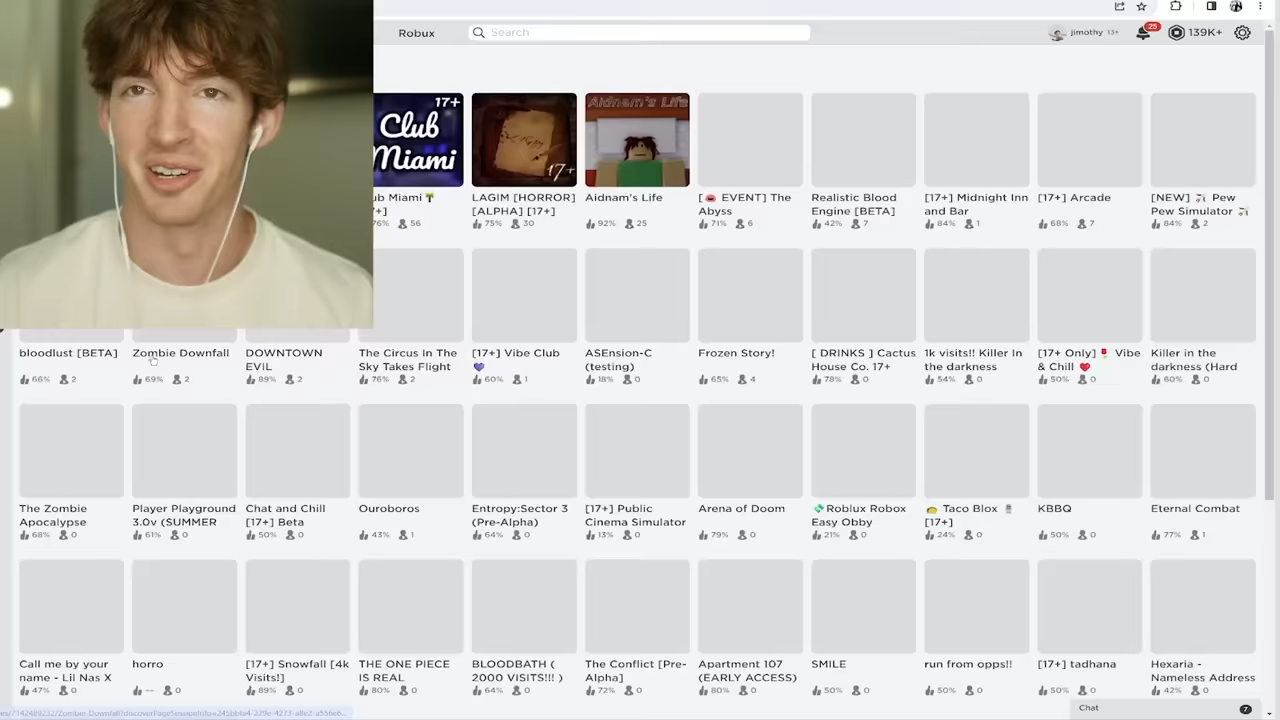 Robux
Search
jimothy 13+
25
139K+
17+
Club
Miami
17+
Aidnam's Life
ub Miami🌴
7+]
76% 56
LAGIM [HORROR]
[ALPHA] [17+]
75% 30
Aidnam's Life
92% 25
[👹 EVENT] The
Abyss
71% 6
Realistic Blood
Engine [BETA]
42% 7
[17+] Midnight Inn
and Bar
84% 1
[17+] Arcade
68% 7
[NEW] 🔫 Pew
Pew Simulator 🔫
84% 2
bloodlust [BETA]
66% 2
Zombie Downfall
69% 2
DOWNTOWN
EVIL
89% 2
The Circus In The
Sky Takes Flight
76% 2
[17+] Vibe Club
💜
60% 1
ASEnsion-C
(testing)
18% 0
Frozen Story!
65% 4
[ DRINKS ] Cactus
House Co. 17+
78% 0
1k visits!! Killer In
the darkness
54% 0
[17+ Only]🌹 Vibe
& Chill ❤️
50% 0
Killer in the
darkness (Hard
60% 0
The Zombie
Apocalypse
68% 0
Player Playground
3.0v (SUMMER
61% 0
Chat and Chill
[17+] Beta
50% 0
Ouroboros
43% 1
Entropy:Sector 3
(Pre-Alpha)
64% 0
[17+] Public
Cinema Simulator
13% 0
Arena of Doom
79% 0
💸Roblux Robox
Easy Obby
21% 0
🌮 Taco Blox
[17+]
24% 0
KBBQ
50% 0
Eternal Combat
77% 1
Call me by your
name - Lil Nas X
47% 0
horro
-- 0
[17+] Snowfall [4k
Visits!]
89% 0
THE ONE PIECE
IS REAL
80% 0
BLOODBATH (
2000 VISITS!!! )
64% 0
The Conflict [Pre-
Alpha]
72% 0
Apartment 107
(EARLY ACCESS)
80% 0
SMILE
50% 0
run from opps!!
50% 0
[17+] tadhana
50% 0
Hexaria -
Nameless Address
42% 0
Chat
7